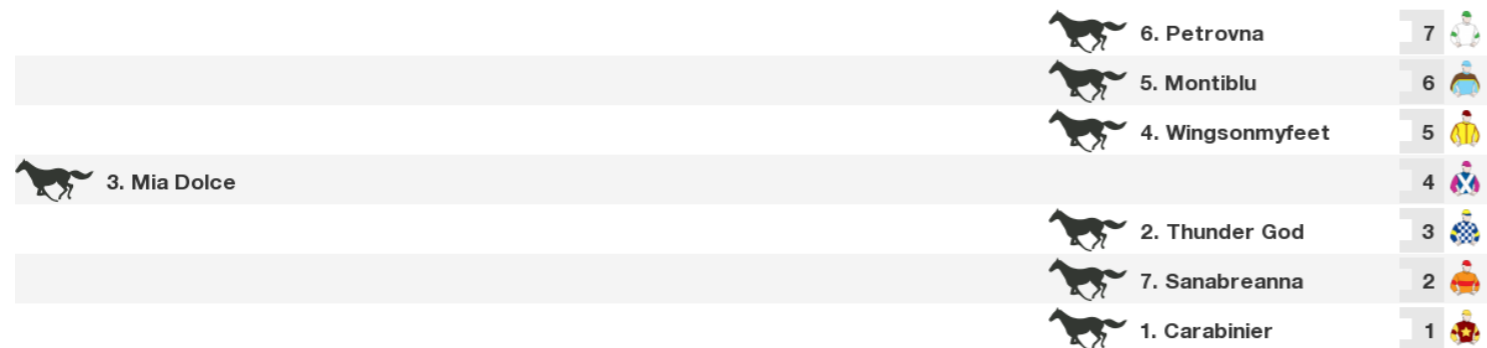 6. Petrovna 7
5. Montiblu 6
4. Wingsonmyfeet 5
3. Mia Dolce 4
2. Thunder God 3
7. Sanabreanna 2
1. Carabinier 1